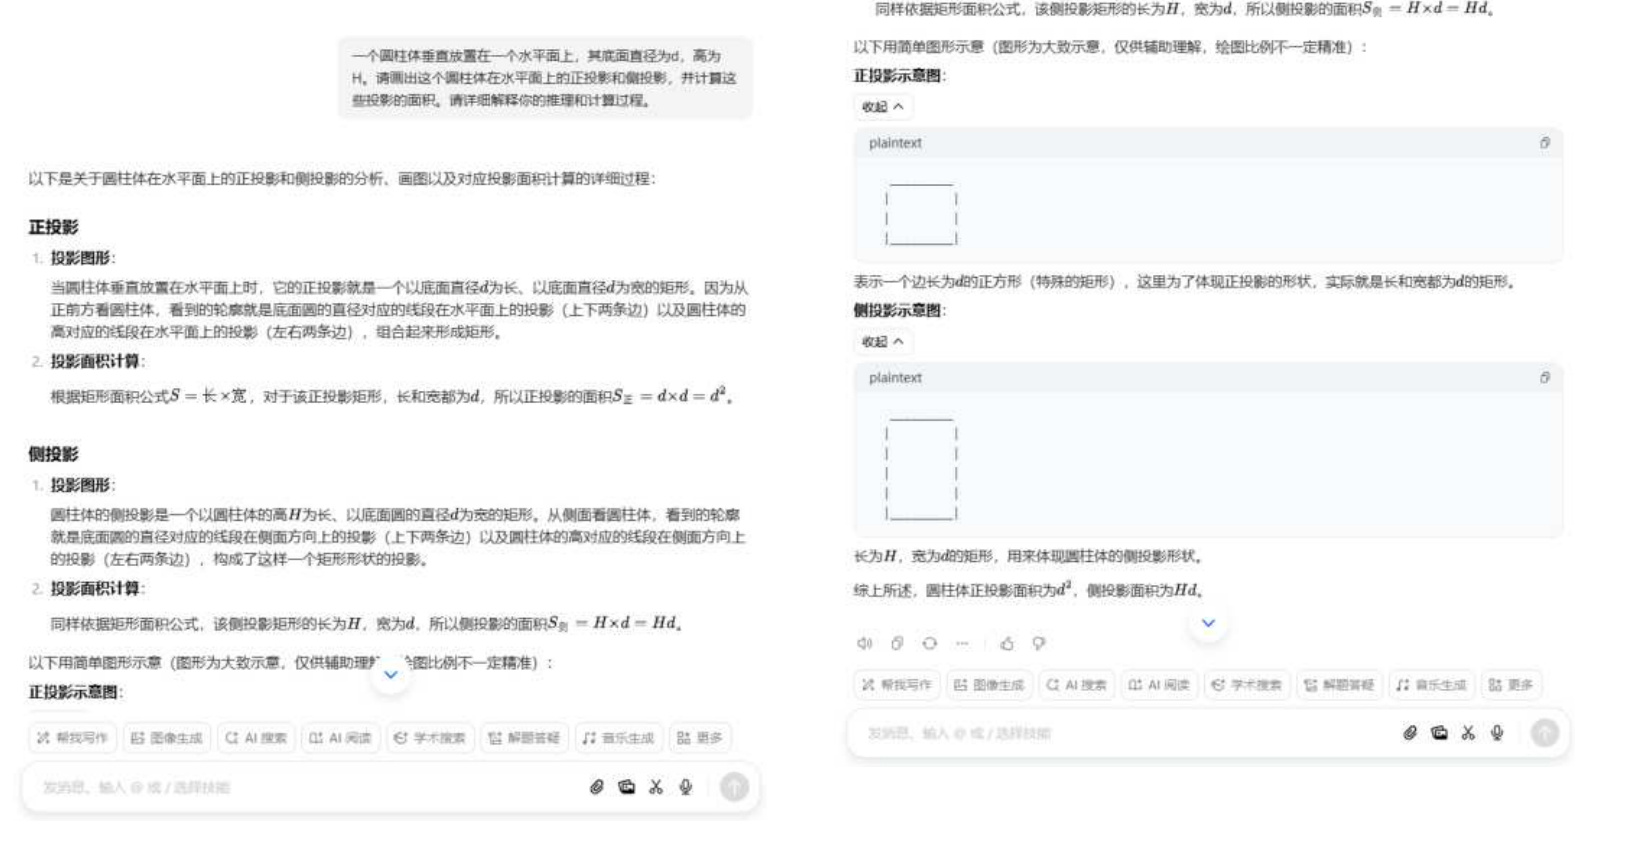 一个圆柱体垂直放置在一个水平面上，其底面直径为d，高为
H。请画出这个圆柱体在水平面上的正投影和侧投影，并计算这
些投影的面积。请详细解释你的推理和计算过程。
以下是关于圆柱体在水平面上的正投影和侧投影的分析、画图以及对应投影面积计算的详细过程：
正投影
1. 投影图形：
当圆柱体垂直放置在水平面上时，它的正投影就是一个以底面直径d为长、以底面直径d为宽的矩形。因为从
正前方看圆柱体，看到的轮廓就是底面圆的直径对应的线段在水平面上的投影（上下两条边）以及圆柱体的
高对应的线段在水平面上的投影（左右两条边），组合起来形成矩形。
2. 投影面积计算：
根据矩形面积公式S = 长 × 宽，对于该正投影矩形，长和宽都为d，所以正投影的面积S正 = d×d = d²。
侧投影
1. 投影图形：
圆柱体的侧投影是一个以圆柱体的高H为长、以底面圆的直径d为宽的矩形。从侧面看圆柱体，看到的轮廓
就是底面圆的直径对应的线段在侧面方向上的投影（上下两条边）以及圆柱体的高对应的线段在侧面方向上
的投影（左右两条边），构成了这样一个矩形形状的投影。
2. 投影面积计算：
同样依据矩形面积公式，该侧投影矩形的长为H，宽为d，所以侧投影的面积S侧 = H×d = Hd。
以下用简单图形示意（图形为大致示意，仅供辅助理解，绘图比例不一定精准）：
正投影示意图：
帮我写作 图像生成 AI 搜索 AI 阅读 学术搜索 解题答疑 音乐生成 更多
发消息、输入 @ 或 / 选择技能
同样依据矩形面积公式，该侧投影矩形的长为H，宽为d，所以侧投影的面积S侧 = H×d = Hd。
以下用简单图形示意（图形为大致示意，仅供辅助理解，绘图比例不一定精准）：
正投影示意图：
收起
plaintext
表示一个边长为d的正方形（特殊的矩形），这里为了体现正投影的形状，实际就是长和宽都为d的矩形。
侧投影示意图：
收起
plaintext
长为H，宽为d的矩形，用来体现圆柱体的侧投影形状。
综上所述，圆柱体正投影面积为d²，侧投影面积为Hd。
帮我写作 图像生成 AI 搜索 AI 阅读 学术搜索 解题答疑 音乐生成 更多
发消息、输入 @ 或 / 选择技能